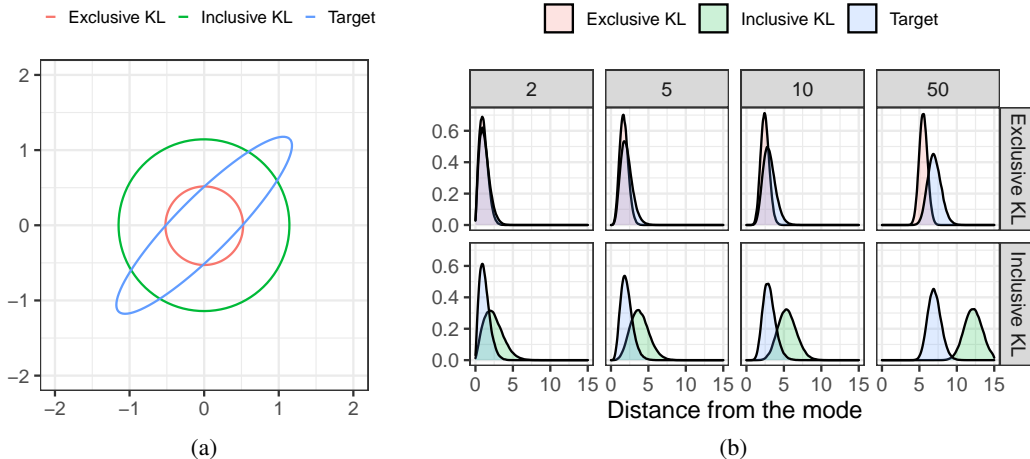 Exclusive KL Inclusive KL Target
2
1
0
−1
−2
−2 −1 0 1 2
(a)
Exclusive KL Inclusive KL Target
2 5 10 50
0.6
0.4
0.2
0.0
Exclusive KL
0.6
0.4
0.2
0.0
Inclusive KL
0 5 10 15 0 5 10 15 0 5 10 15 0 5 10 15
Distance from the mode
(b)